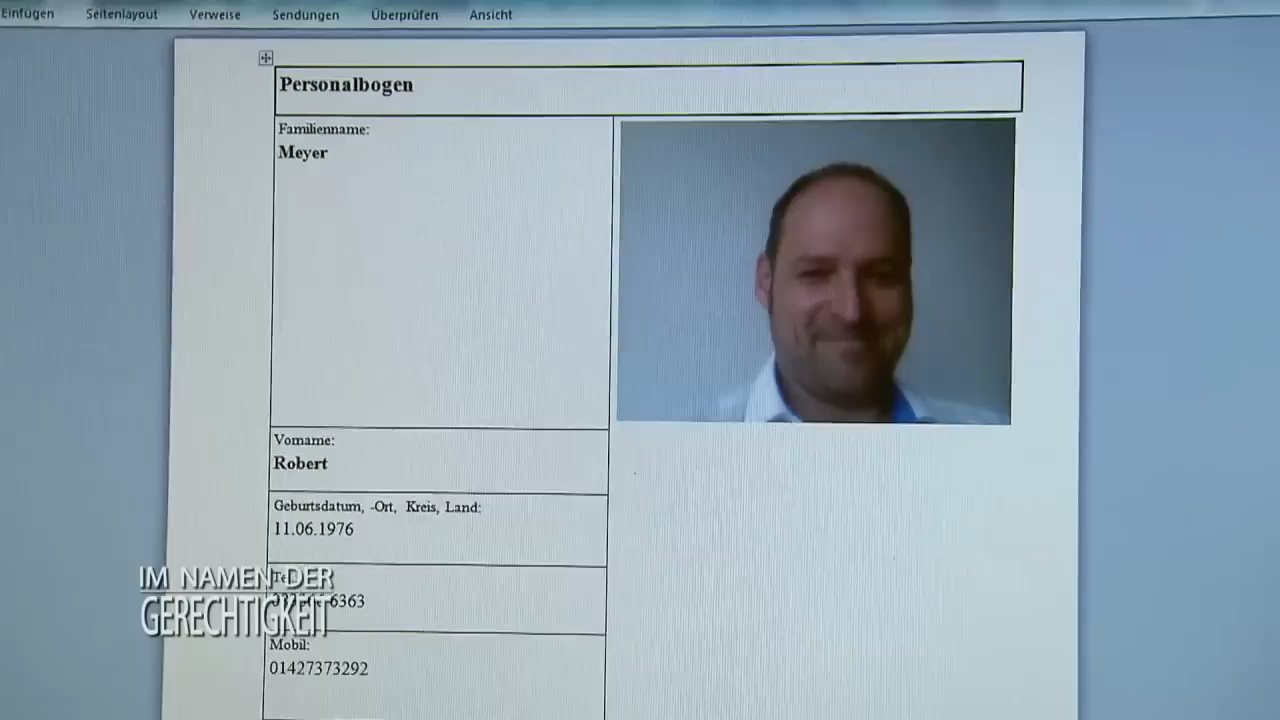 Einfügen Seitenlayout Verweise Sendungen Überprüfen Ansicht
Personalbogen
Familienname:
Meyer
Vorname:
Robert
Geburtsdatum, -Ort, Kreis, Land:
11.06.1976
6363
Mobil:
01427373292
IM NAMEN DER
GERECHTIGKEIT